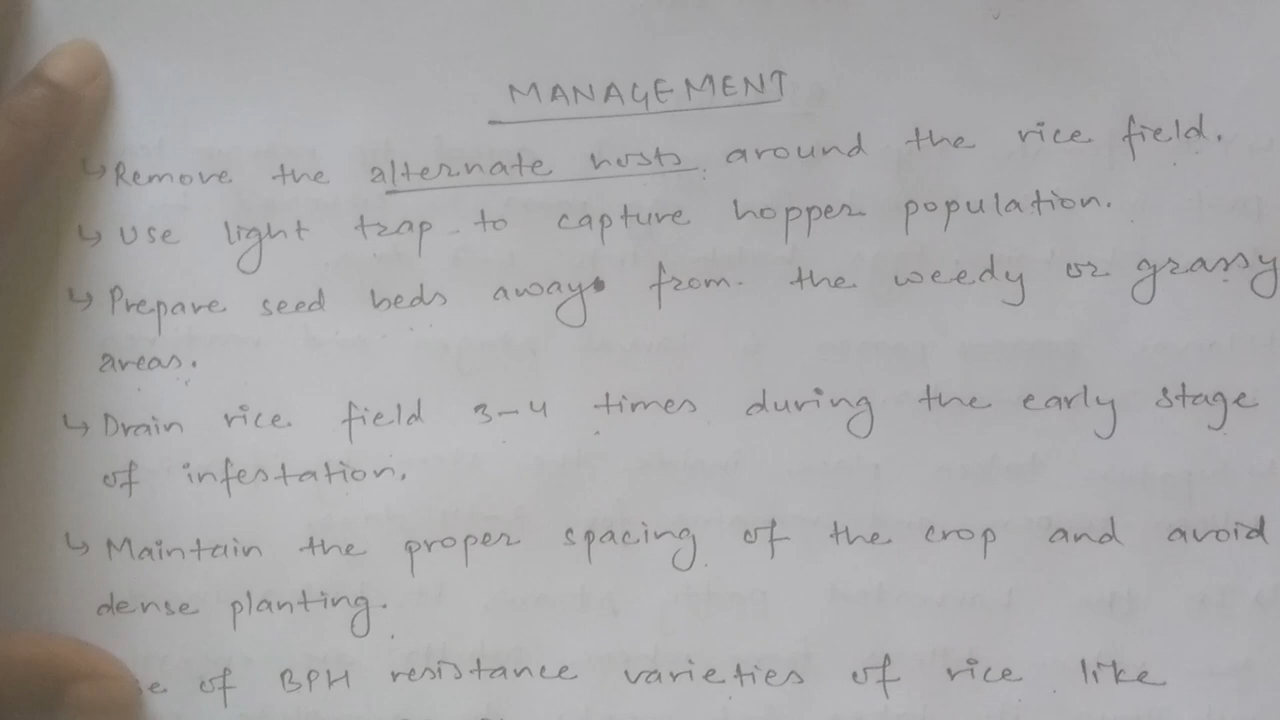 MANAGEMENT
↳ Remove the alternate hosts around the rice field.
↳ Use light trap to capture hopper population.
↳ Prepare seed beds away from the weedy or grassy
areas.
↳ Drain rice field 3-4 times during the early stage
of infestation.
↳ Maintain the proper spacing of the crop and avoid
dense planting.
of BPH resistance varieties of rice like